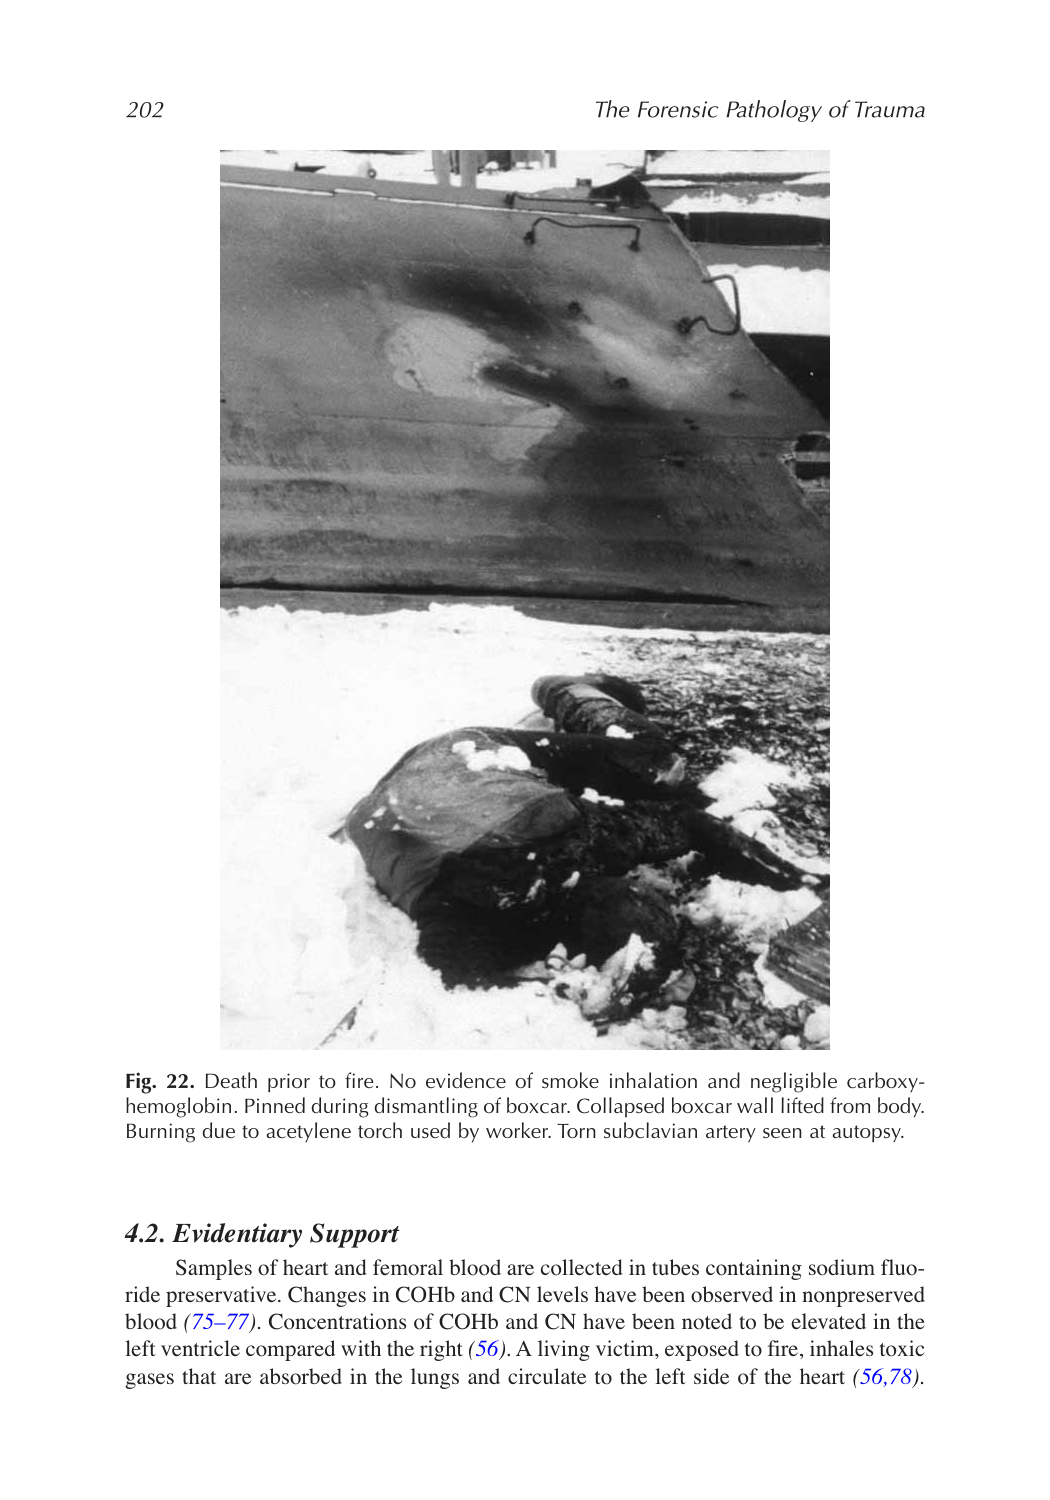 202
The Forensic Pathology of Trauma
Fig. 22. Death prior to fire. No evidence of smoke inhalation and negligible carboxy-
hemoglobin. Pinned during dismantling of boxcar. Collapsed boxcar wall lifted from body.
Burning due to acetylene torch used by worker. Torn subclavian artery seen at autopsy.
4.2. Evidentiary Support
Samples of heart and femoral blood are collected in tubes containing sodium fluo-
ride preservative. Changes in COHb and CN levels have been observed in nonpreserved
blood (75–77). Concentrations of COHb and CN have been noted to be elevated in the
left ventricle compared with the right (56). A living victim, exposed to fire, inhales toxic
gases that are absorbed in the lungs and circulate to the left side of the heart (56,78).